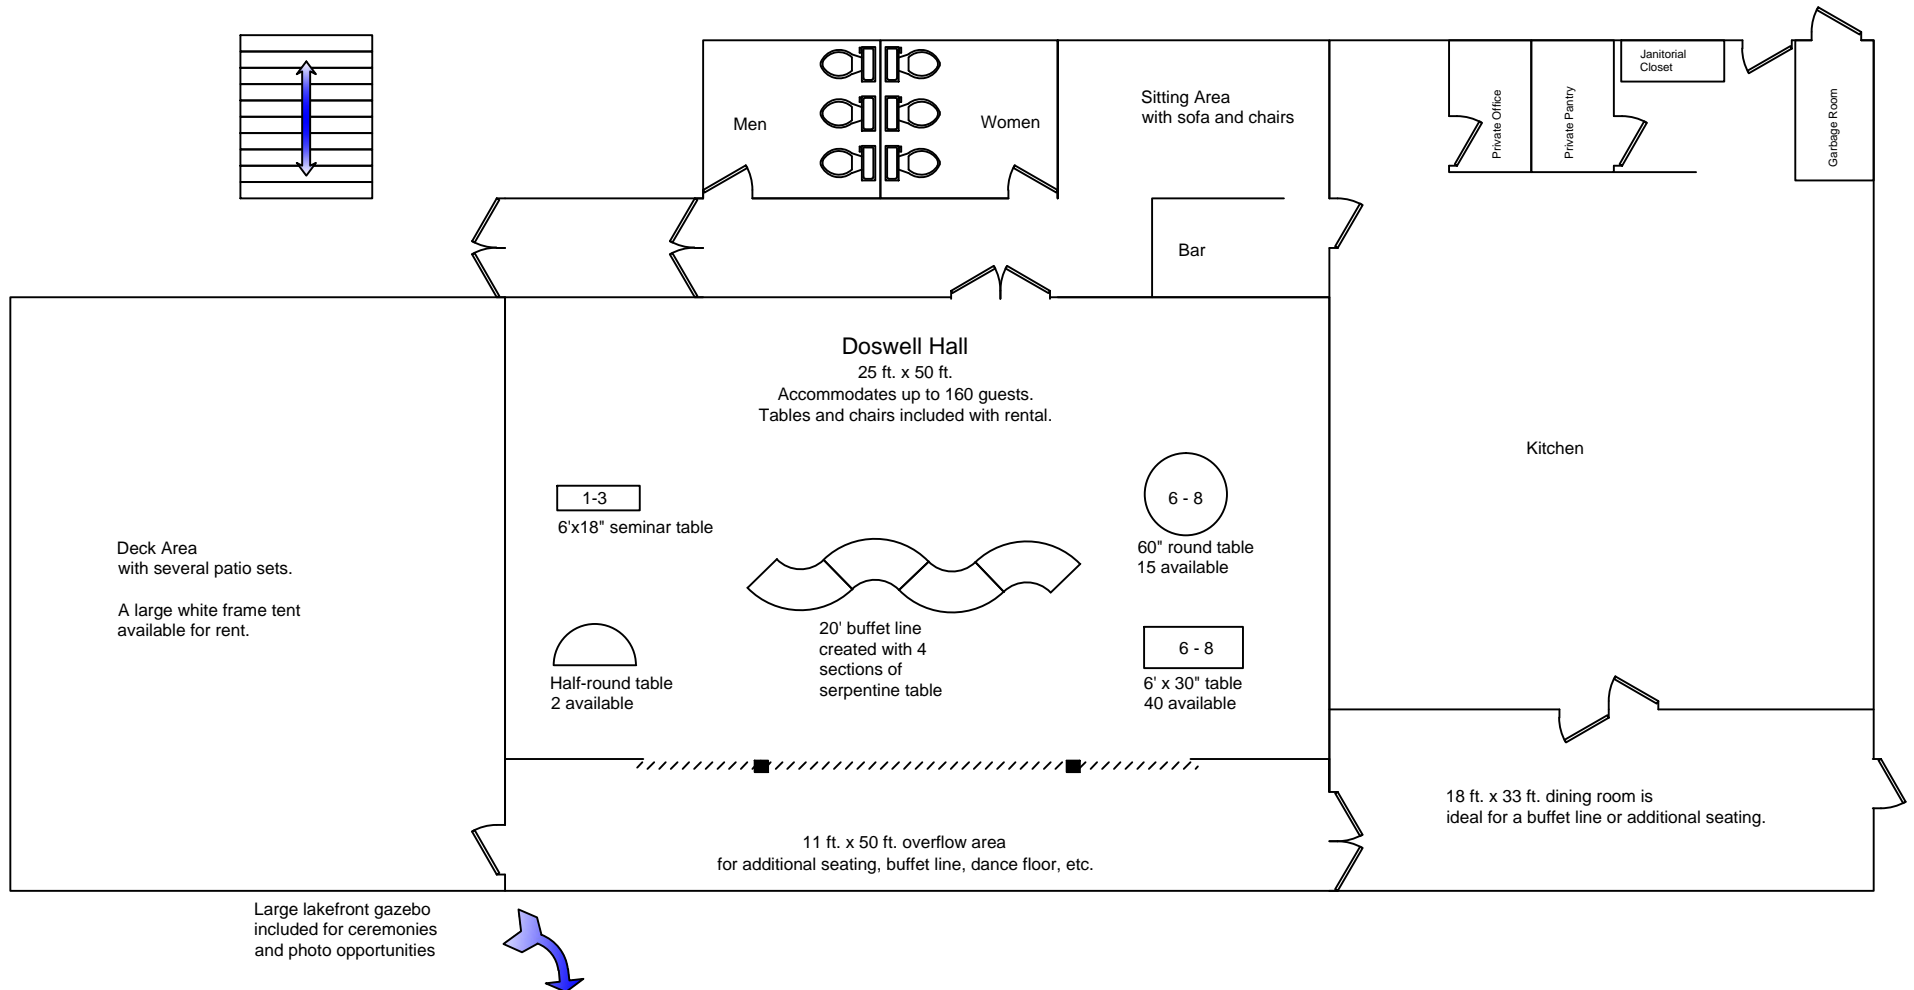 Janitorial
Closet
Private Office
Private Pantry
Garbage Room
Men
Women
Sitting Area
with sofa and chairs
Bar
Doswell Hall
25 ft. x 50 ft.
Accommodates up to 160 guests.
Tables and chairs included with rental.
Kitchen
1-3
6'x18" seminar table
6 - 8
60" round table
15 available
Deck Area
with several patio sets.
A large white frame tent
available for rent.
20' buffet line
created with 4
sections of
serpentine table
Half-round table
2 available
6 - 8
6' x 30" table
40 available
18 ft. x 33 ft. dining room is
ideal for a buffet line or additional seating.
11 ft. x 50 ft. overflow area
for additional seating, buffet line, dance floor, etc.
Large lakefront gazebo
included for ceremonies
and photo opportunities